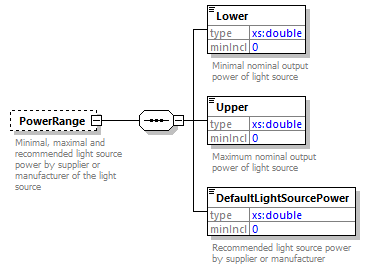 Lower
type xs:double
minIncl 0
Minimal nominal output
power of light source
Upper
type xs:double
minIncl 0
Maximum nominal output
power of light source
PowerRange
Minimal, maximal and
recommended light source
power by supplier or
manufacturer of the light
source
DefaultLightSourcePower
type xs:double
minIncl 0
Recommended light source power
by supplier or manufacturer